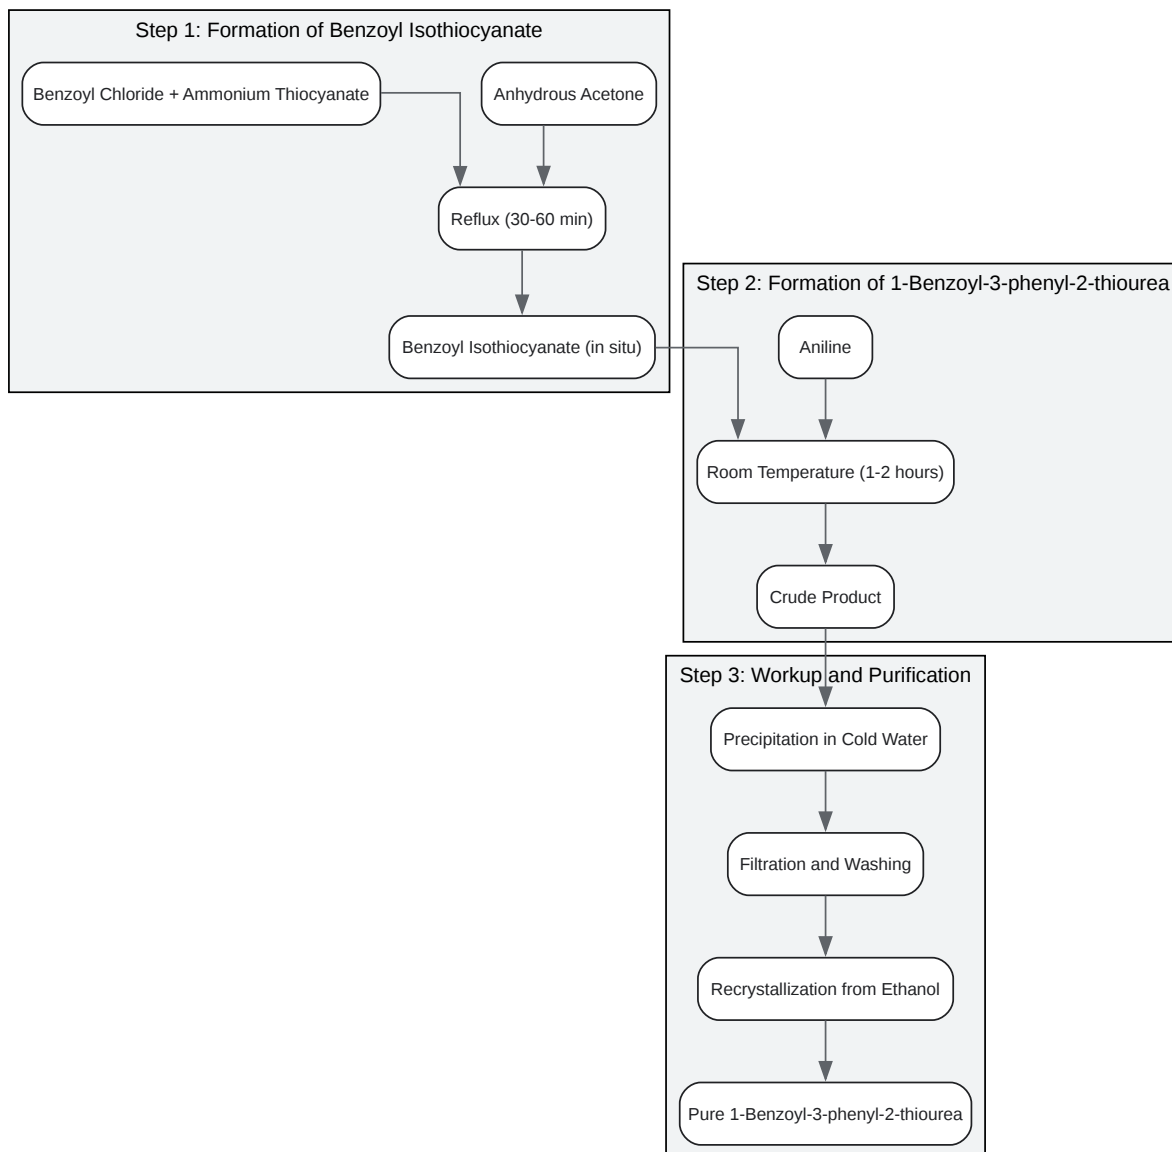 Step 1: Formation of Benzoyl Isothiocyanate
Benzoyl Chloride + Ammonium Thiocyanate
Anhydrous Acetone
Reflux (30-60 min)
Benzoyl Isothiocyanate (in situ)
Step 2: Formation of 1-Benzoyl-3-phenyl-2-thiourea
Aniline
Room Temperature (1-2 hours)
Crude Product
Step 3: Workup and Purification
Precipitation in Cold Water
Filtration and Washing
Recrystallization from Ethanol
Pure 1-Benzoyl-3-phenyl-2-thiourea